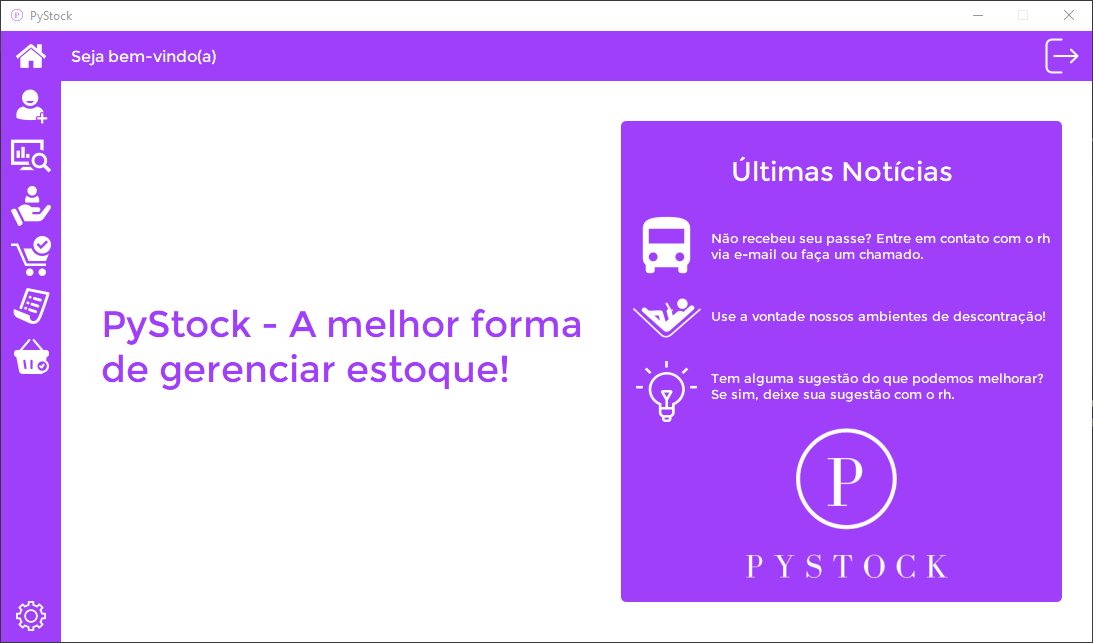 PyStock
Seja bem-vindo(a)
PyStock - A melhor forma
de gerenciar estoque!
Últimas Notícias
Não recebeu seu passe? Entre em contato com o rh
via e-mail ou faça um chamado.
Use a vontade nossos ambientes de descontração!
Tem alguma sugestão do que podemos melhorar?
Se sim, deixe sua sugestão com o rh.
P
PYSTOCK